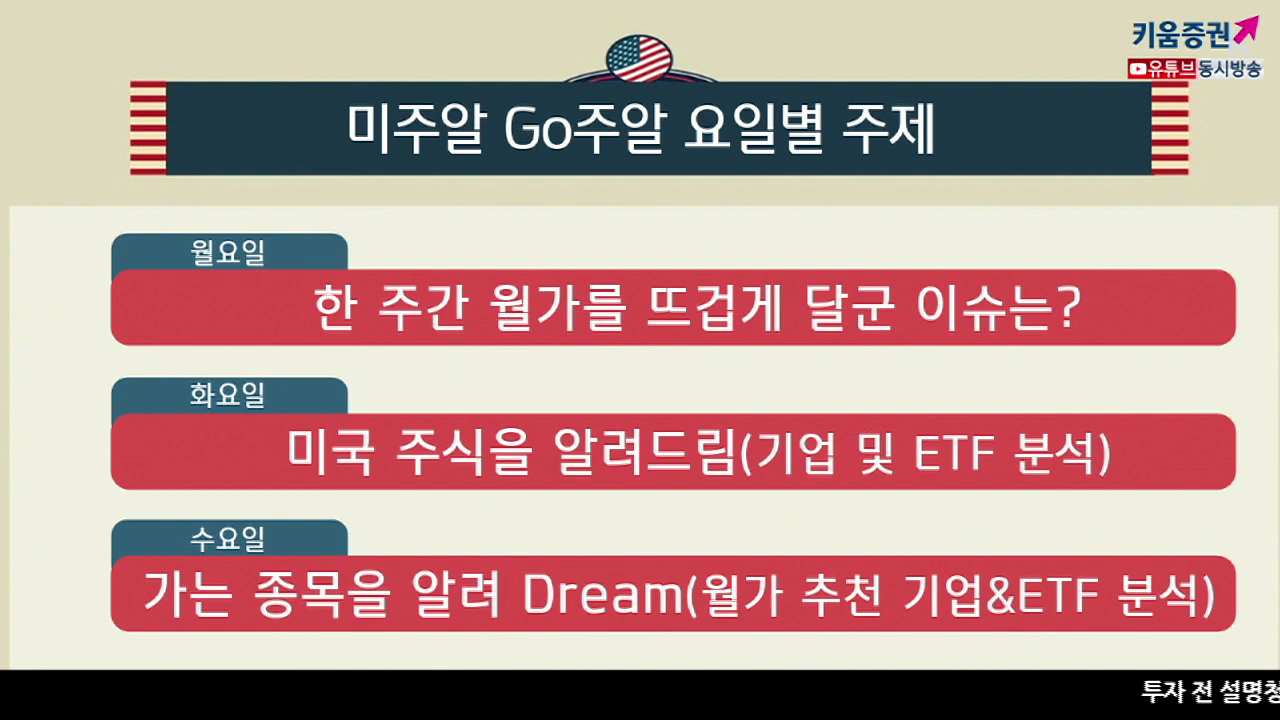 키움증권
유튜브동시방송
미주알 Go주알 요일별 주제
월요일
한 주간 월가를 뜨겁게 달군 이슈는?
화요일
미국 주식을 알려드림(기업 및 ETF 분석)
수요일
가는 종목을 알려 Dream(월가 추천 기업&ETF 분석)
투자 전 설명청